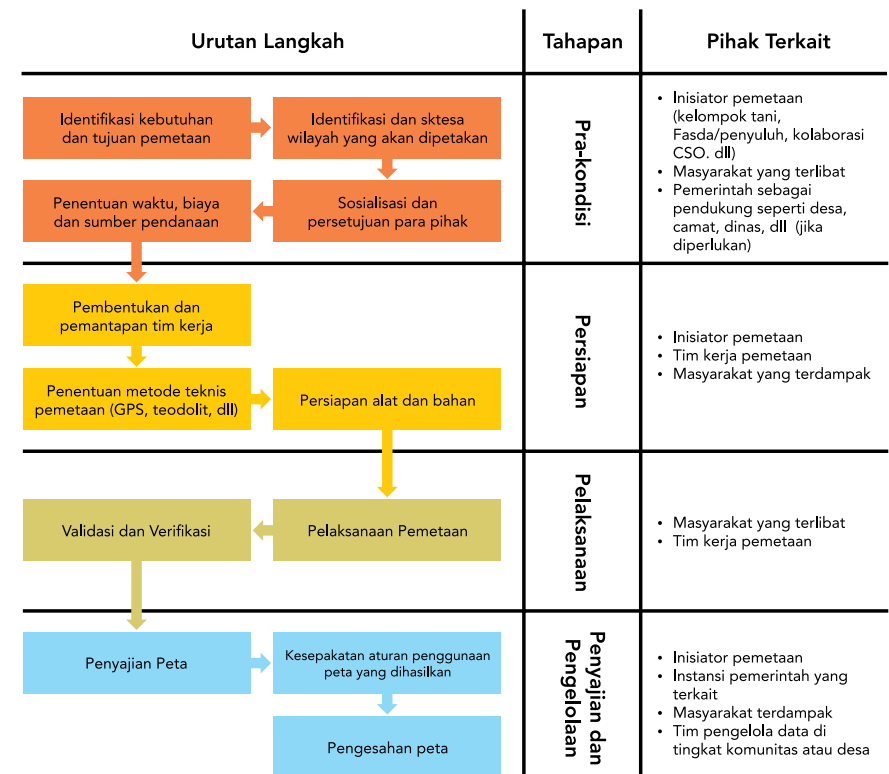 Urutan Langkah
Tahapan
Pihak Terkait
Identifikasi kebutuhan
dan tujuan pemetaan
Identifikasi dan sktesa
wilayah yang akan dipetakan
Penentuan waktu, biaya
dan sumber pendanaan
Sosialisasi dan
persetujuan para pihak
Pra-kondisi
• Inisiator pemetaan
(kelompok tani,
Fasda/penyuluh, kolaborasi
CSO. dll)
• Masyarakat yang terlibat
• Pemerintah sebagai
pendukung seperti desa,
camat, dinas, dll (jika
diperlukan)
Pembentukan dan
pemantapan tim kerja
Penentuan metode teknis
pemetaan (GPS, teodolit, dll)
Persiapan alat dan bahan
Persiapan
• Inisiator pemetaan
• Tim kerja pemetaan
• Masyarakat yang terdampak
Validasi dan Verifikasi
Pelaksanaan Pemetaan
Pelaksanaan
• Masyarakat yang terlibat
• Tim kerja pemetaan
Penyajian Peta
Kesepakatan aturan penggunaan
peta yang dihasilkan
Pengesahan peta
Penyajian dan
Pengelolaan
• Inisiator pemetaan
• Instansi pemerintah yang
terkait
• Masyarakat terdampak
• Tim pengelola data di
tingkat komunitas atau desa